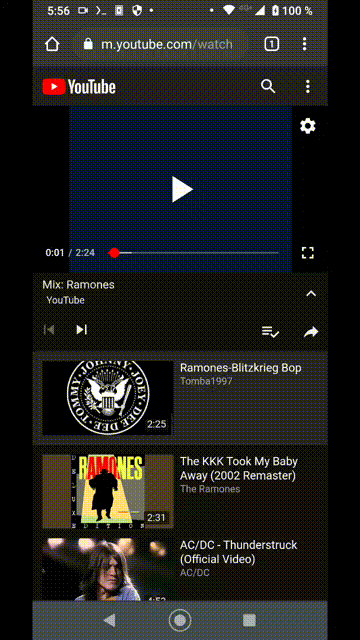 5:56
4G+
100 %
m.youtube.com/watch
1
YouTube
0:01 / 2:24
Mix: Ramones
YouTube
JOHNNY · JOEY · DEE DEE · TOMMY
2:25
Ramones-Blitzkrieg Bop
Tomba1997
RAMONES
EDITION
2:31
The KKK Took My Baby
Away (2002 Remaster)
The Ramones
4:52
AC/DC - Thunderstruck
(Official Video)
AC/DC